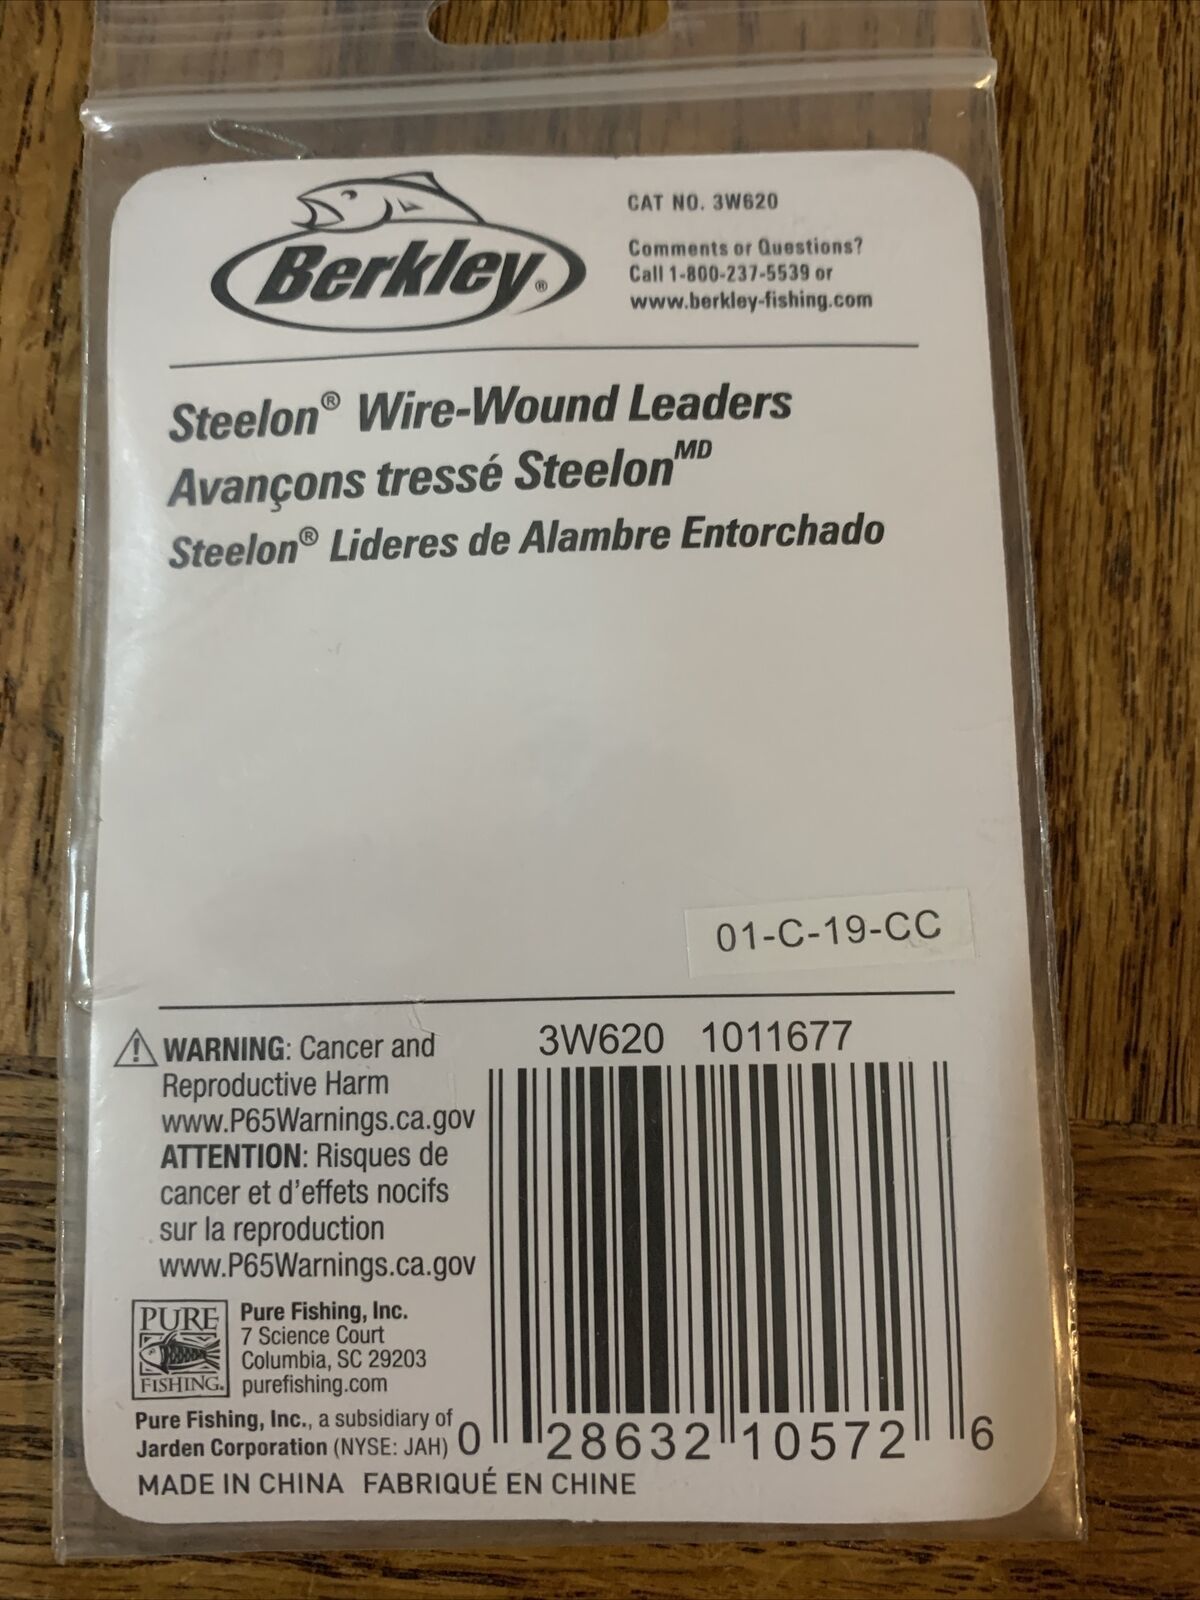 Berkley®
CAT NO. 3W620
Comments or Questions?
Call 1-800-237-5539 or
www.berkley-fishing.com
Steelon® Wire-Wound Leaders
Avançons tressé Steelon MD
Steelon® Lideres de Alambre Entorchado
01-C-19-CC
WARNING: Cancer and
Reproductive Harm
www.P65Warnings.ca.gov
ATTENTION: Risques de
cancer et d'effets nocifs
sur la reproduction
www.P65Warnings.ca.gov
3W620 1011677
PURE
FISHING®
Pure Fishing, Inc.
7 Science Court
Columbia, SC 29203
purefishing.com
Pure Fishing, Inc., a subsidiary of
Jarden Corporation (NYSE: JAH)
0 28632 10572 6
MADE IN CHINA FABRIQUÉ EN CHINE